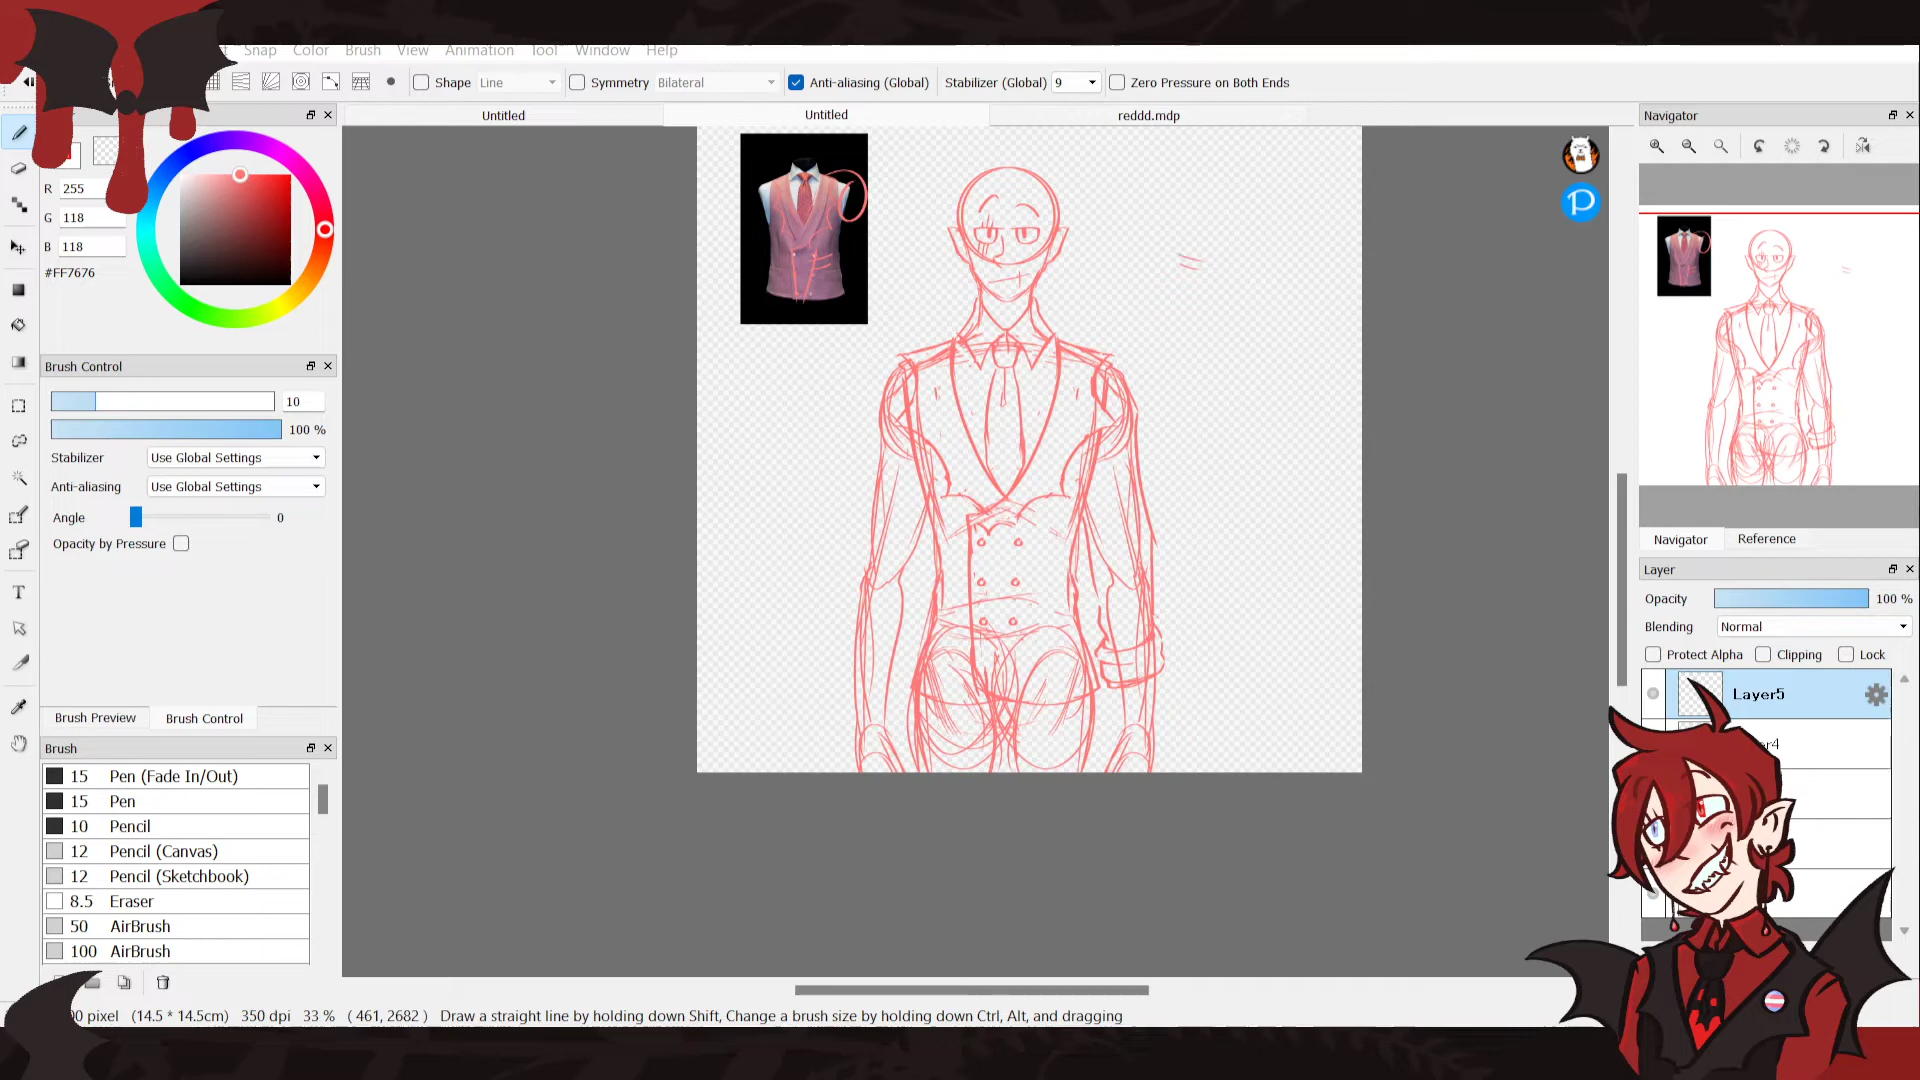 Snap Color Brush View Animation Tool Window Help
Shape Line Symmetry Bilateral Anti-aliasing (Global) Stabilizer (Global) 9 Zero Pressure on Both Ends
Untitled Untitled reddd.mdp
R 255
G 118
B 118
#FF7676
Brush Control
10
100 %
Stabilizer Use Global Settings
Anti-aliasing Use Global Settings
Angle 0
Opacity by Pressure
Brush Preview Brush Control
Brush
15 Pen (Fade In/Out)
15 Pen
10 Pencil
12 Pencil (Canvas)
12 Pencil (Sketchbook)
8.5 Eraser
50 AirBrush
100 AirBrush
Navigator
Navigator Reference
Layer
Opacity 100 %
Blending Normal
Protect Alpha Clipping Lock
Layer5
er4
T
P
pixel (14.5 * 14.5cm) 350 dpi 33 % ( 461, 2682 ) Draw a straight line by holding down Shift, Change a brush size by holding down Ctrl, Alt, and dragging